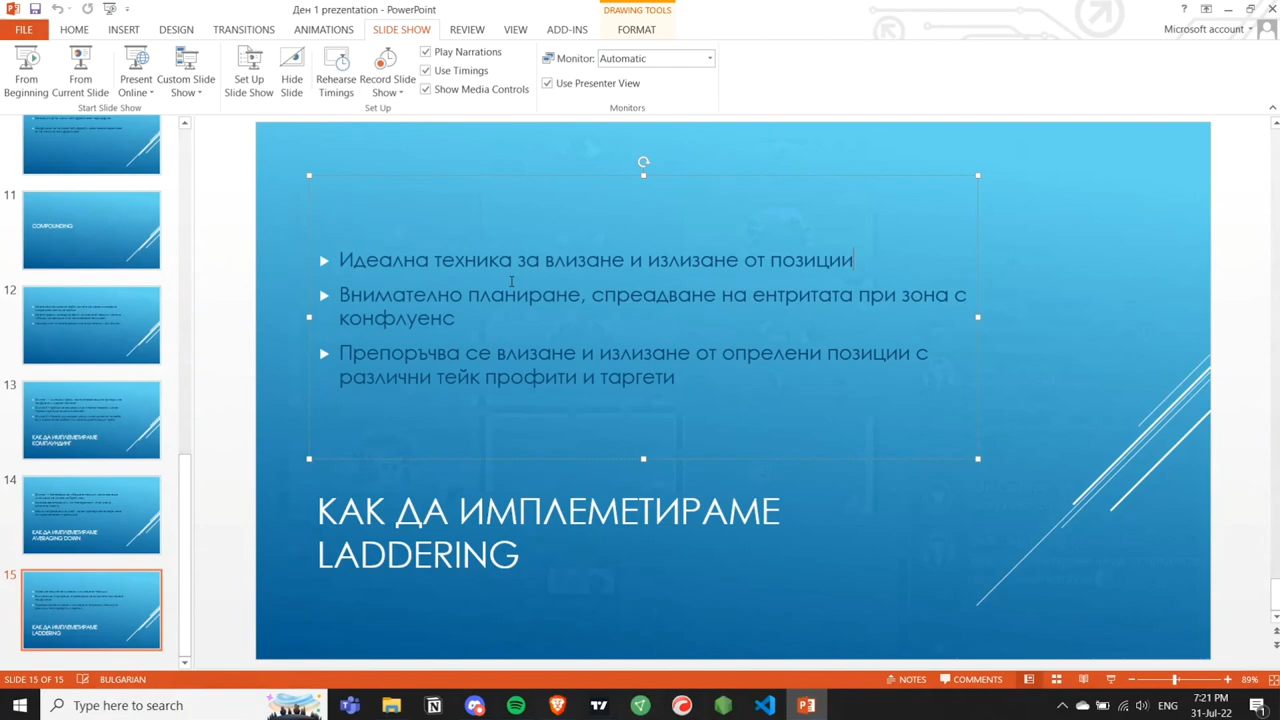 Ден 1 prezentation - PowerPoint
DRAWING TOOLS
FILE HOME INSERT DESIGN TRANSITIONS ANIMATIONS SLIDE SHOW REVIEW VIEW ADD-INS FORMAT Microsoft account
From Beginning
From Current Slide
Present Online
Custom Slide Show
Start Slide Show
Set Up Slide Show
Hide Slide
Rehearse Timings
Record Slide Show
Play Narrations
Use Timings
Show Media Controls
Set Up
Monitor: Automatic
Use Presenter View
Monitors
11
COMPOUNDING
12
13
КАК ДА ИМПЛЕМЕТИРАМЕ
КОМПАУНДИНГ
14
КАК ДА ИМПЛЕМЕТИРАМЕ
AVERAGING DOWN
15
КАК ДА ИМПЛЕМЕТИРАМЕ
LADDERING
Идеална техника за влизане и излизане от позиции
Внимателно планиране, спреадване на ентритата при зона с
конфлуенс
Препоръчва се влизане и излизане от опрелени позиции с
различни тейк профити и таргети
КАК ДА ИМПЛЕМЕТИРАМЕ
LADDERING
SLIDE 15 OF 15 BULGARIAN NOTES COMMENTS 89%
Type here to search
ENG
7:21 PM
31-Jul-22